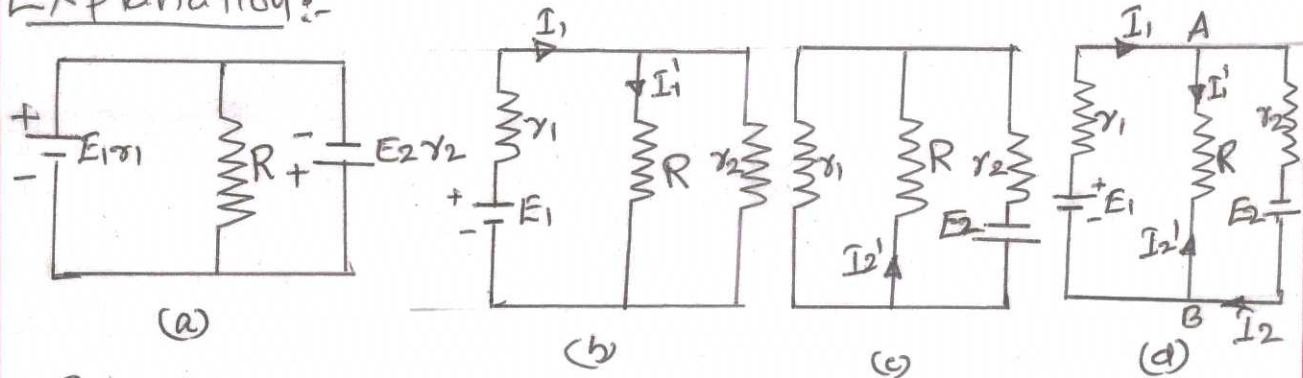 Explanation:-
+
-
E1r1
R
-
+
E2r2
(a)
I1
r1
+
-
E1
I1'
R
r2
(b)
r1
R
I2'
r2
E2
(c)
I1
A
r1
+
-
E1
I1'
R
I2'
r2
E2
B
I2
(d)